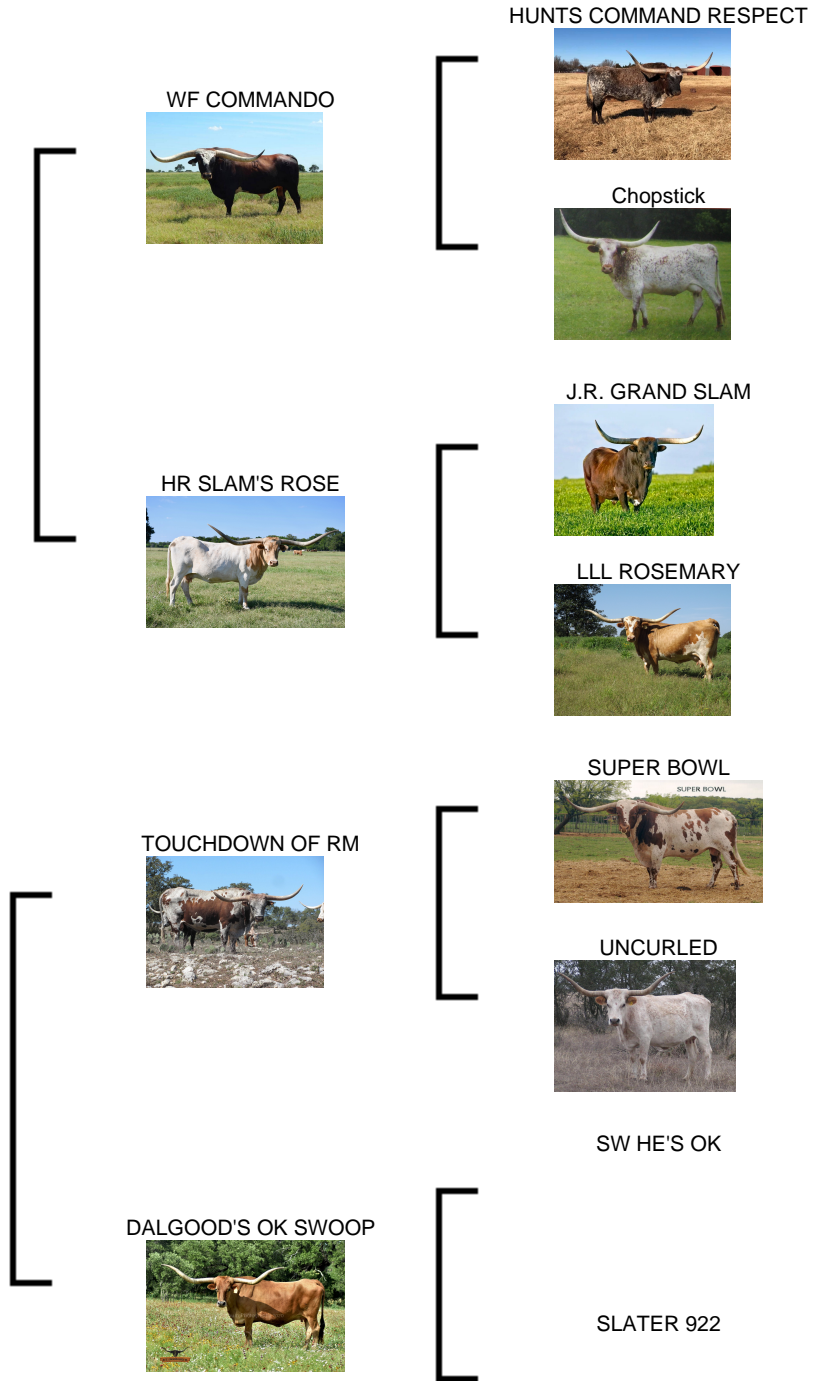 HUNTS COMMAND RESPECT
WF COMMANDO
Chopstick
J.R. GRAND SLAM
HR SLAM'S ROSE
LLL ROSEMARY
SUPER BOWL
SUPER BOWL
TOUCHDOWN OF RM
UNCURLED
SW HE'S OK
DALGOOD'S OK SWOOP
SLATER 922